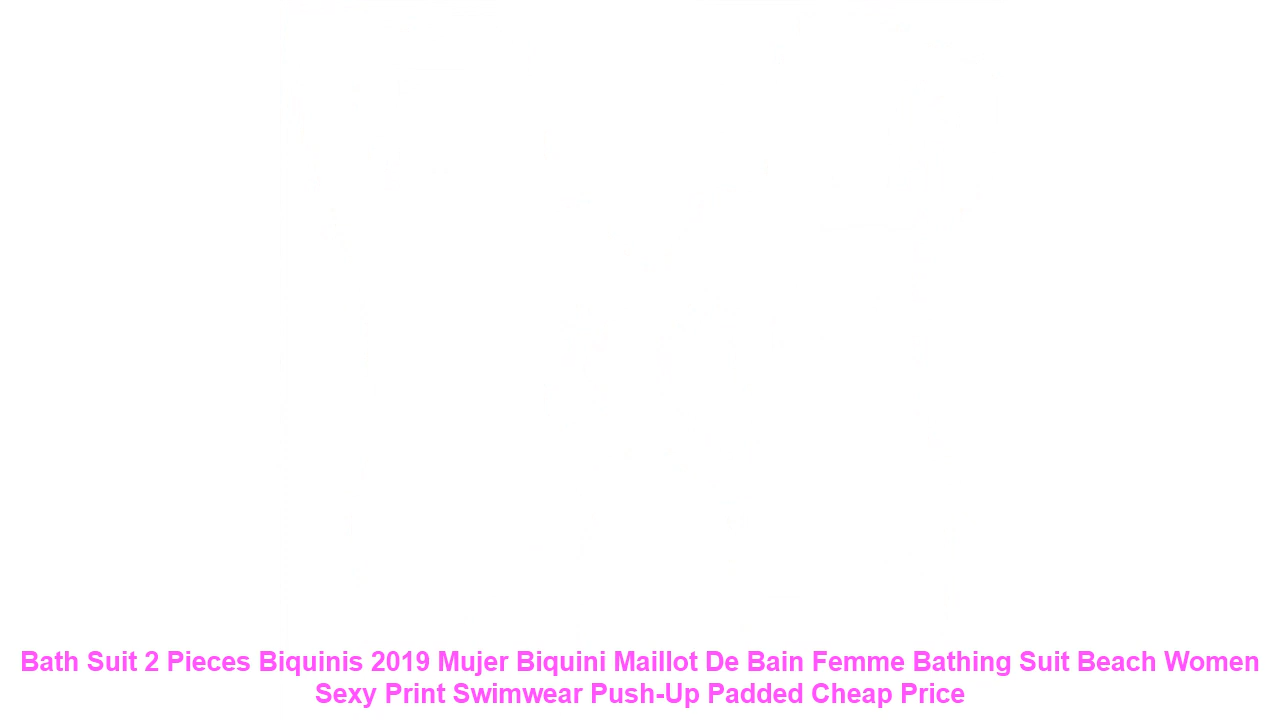 Bath Suit 2 Pieces Biquinis 2019 Mujer Biquini Maillot De Bain Femme Bathing Suit Beach Women
Sexy Print Swimwear Push-Up Padded Cheap Price